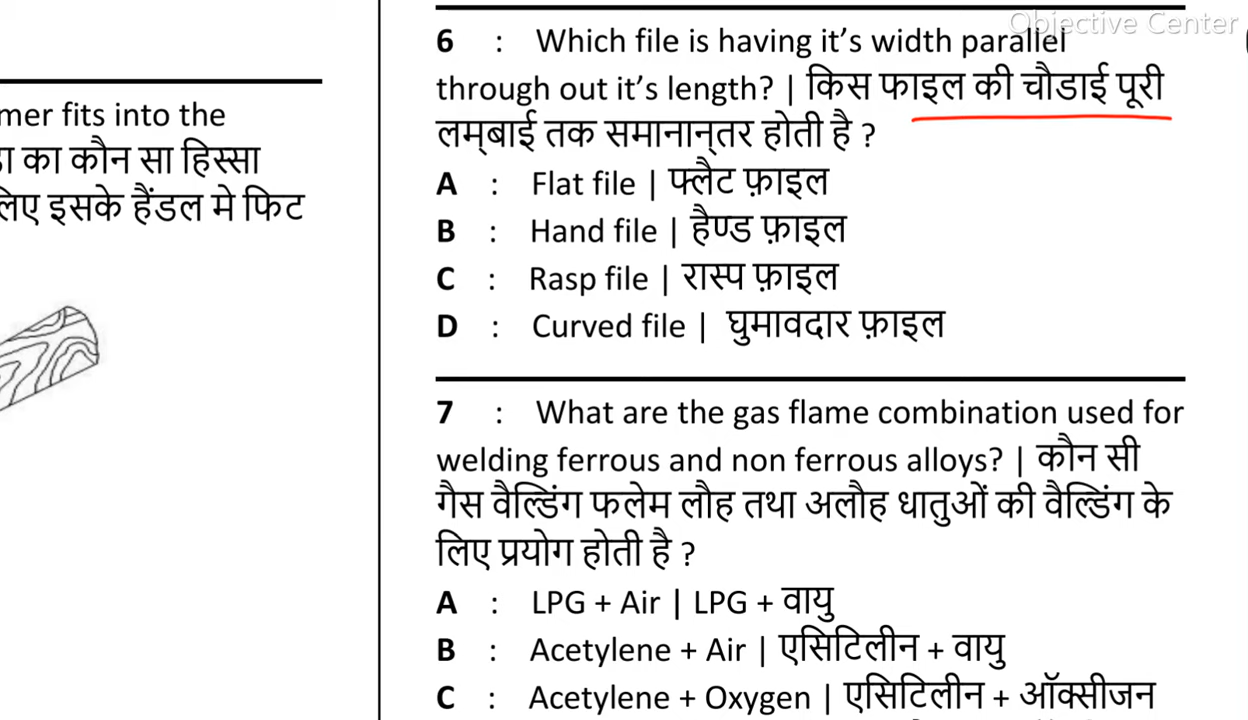 Objective Center
mer fits into the
का कौन सा हिस्सा
लिए इसके हैंडल मे फिट
6 : Which file is having it’s width parallel
through out it’s length? | किस फाइल की चौडाई पूरी
लम्बाई तक समानान्तर होती है ?
A : Flat file | फ्लैट फ़ाइल
B : Hand file | हैण्ड फ़ाइल
C : Rasp file | रास्प फ़ाइल
D : Curved file | घुमावदार फ़ाइल
7 : What are the gas flame combination used for
welding ferrous and non ferrous alloys? | कौन सी
गैस वैल्डिंग फलेम लौह तथा अलौह धातुओं की वैल्डिंग के
लिए प्रयोग होती है ?
A : LPG + Air | LPG + वायु
B : Acetylene + Air | एसिटिलीन + वायु
C : Acetylene + Oxygen | एसिटिलीन + ऑक्सीजन